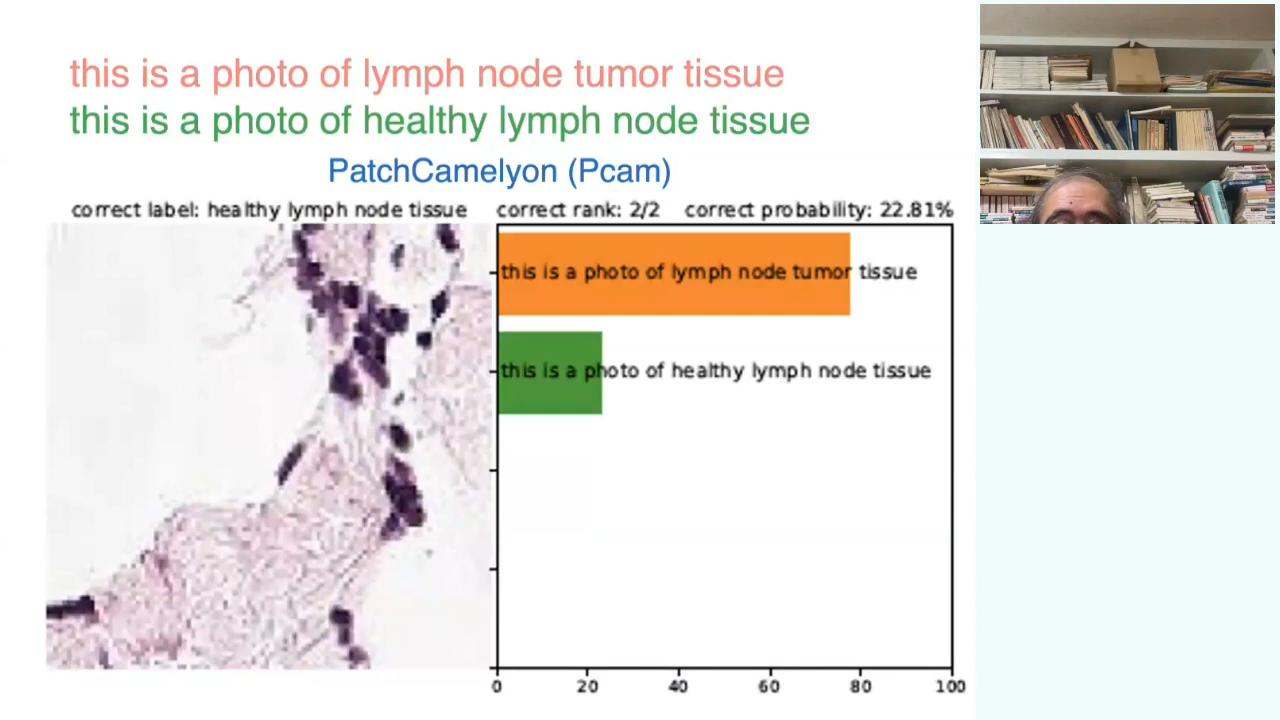 this is a photo of lymph node tumor tissue
this is a photo of healthy lymph node tissue
PatchCamelyon (Pcam)
correct label: healthy lymph node tissue
correct rank: 2/2 correct probability: 22.81%
this is a photo of lymph node tumor tissue
this is a photo of healthy lymph node tissue
0 20 40 60 80 100